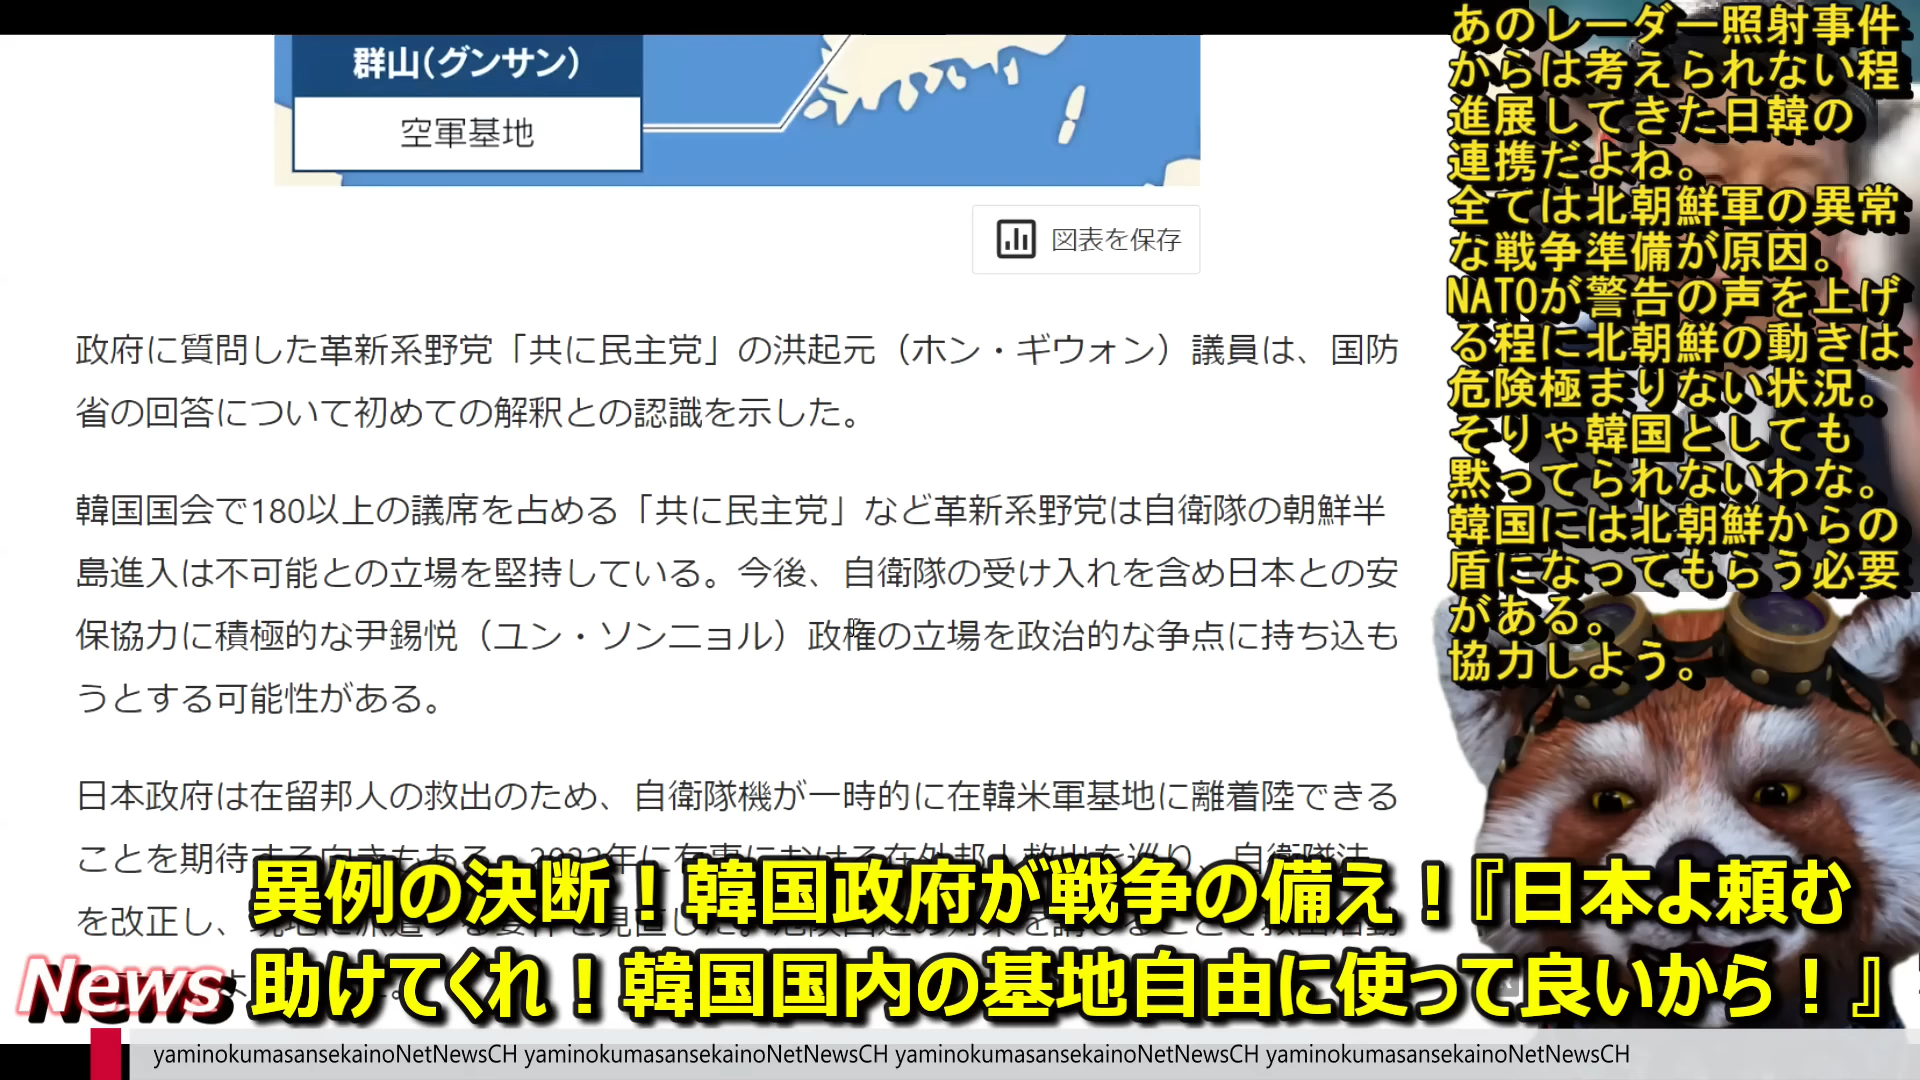 群山(グンサン)
空軍基地
図表を保存
政府に質問した革新系野党「共に民主党」の洪起元（ホン・ギウォン）議員は、国防
省の回答について初めての解釈との認識を示した。
韓国国会で180以上の議席を占める「共に民主党」など革新系野党は自衛隊の朝鮮半
島進入は不可能との立場を堅持している。今後、自衛隊の受け入れを含め日本との安
保協力に積極的な尹錫悦（ユン・ソンニョル）政権の立場を政治的な争点に持ち込も
うとする可能性がある。
日本政府は在留邦人の救出のため、自衛隊機が一時的に在韓米軍基地に離着陸できる
ことを期待
を改正し、
異例の決断！韓国政府が戦争の備え！『日本よ頼む
助けてくれ！韓国国内の基地自由に使って良いから！』
News
yaminokumasansekainoNetNewsCH yaminokumasansekainoNetNewsCH yaminokumasansekainoNetNewsCH yaminokumasansekainoNetNewsCH
あのレーダー照射事件
からは考えられない程
進展してきた日韓の
連携だよね。
全ては北朝鮮軍の異常
な戦争準備が原因。
NATOが警告の声を上げ
る程に北朝鮮の動きは
危険極まりない状況。
そりゃ韓国としても
黙ってられないわな。
韓国には北朝鮮からの
盾になってもらう必要
がある。
協力しよう。